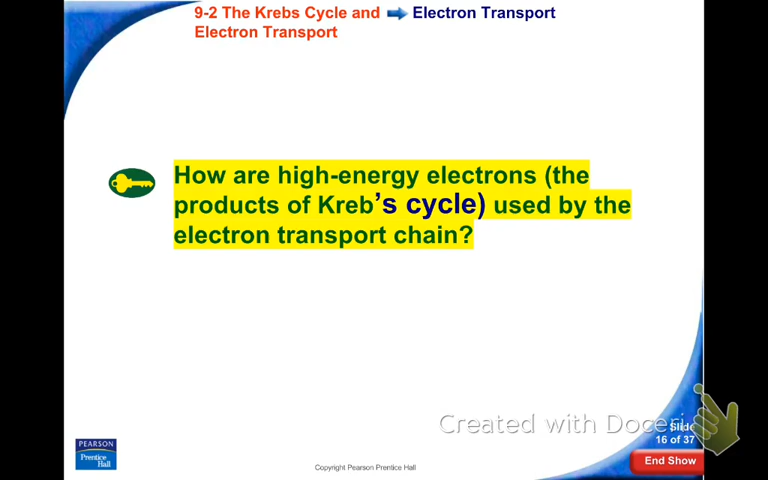 9-2 The Krebs Cycle and Electron Transport
Electron Transport
How are high-energy electrons (the
products of Kreb’s cycle) used by the
electron transport chain?
Created with Doceri
Slide
16 of 37
End Show
PEARSON
Prentice
Hall
Copyright Pearson Prentice Hall